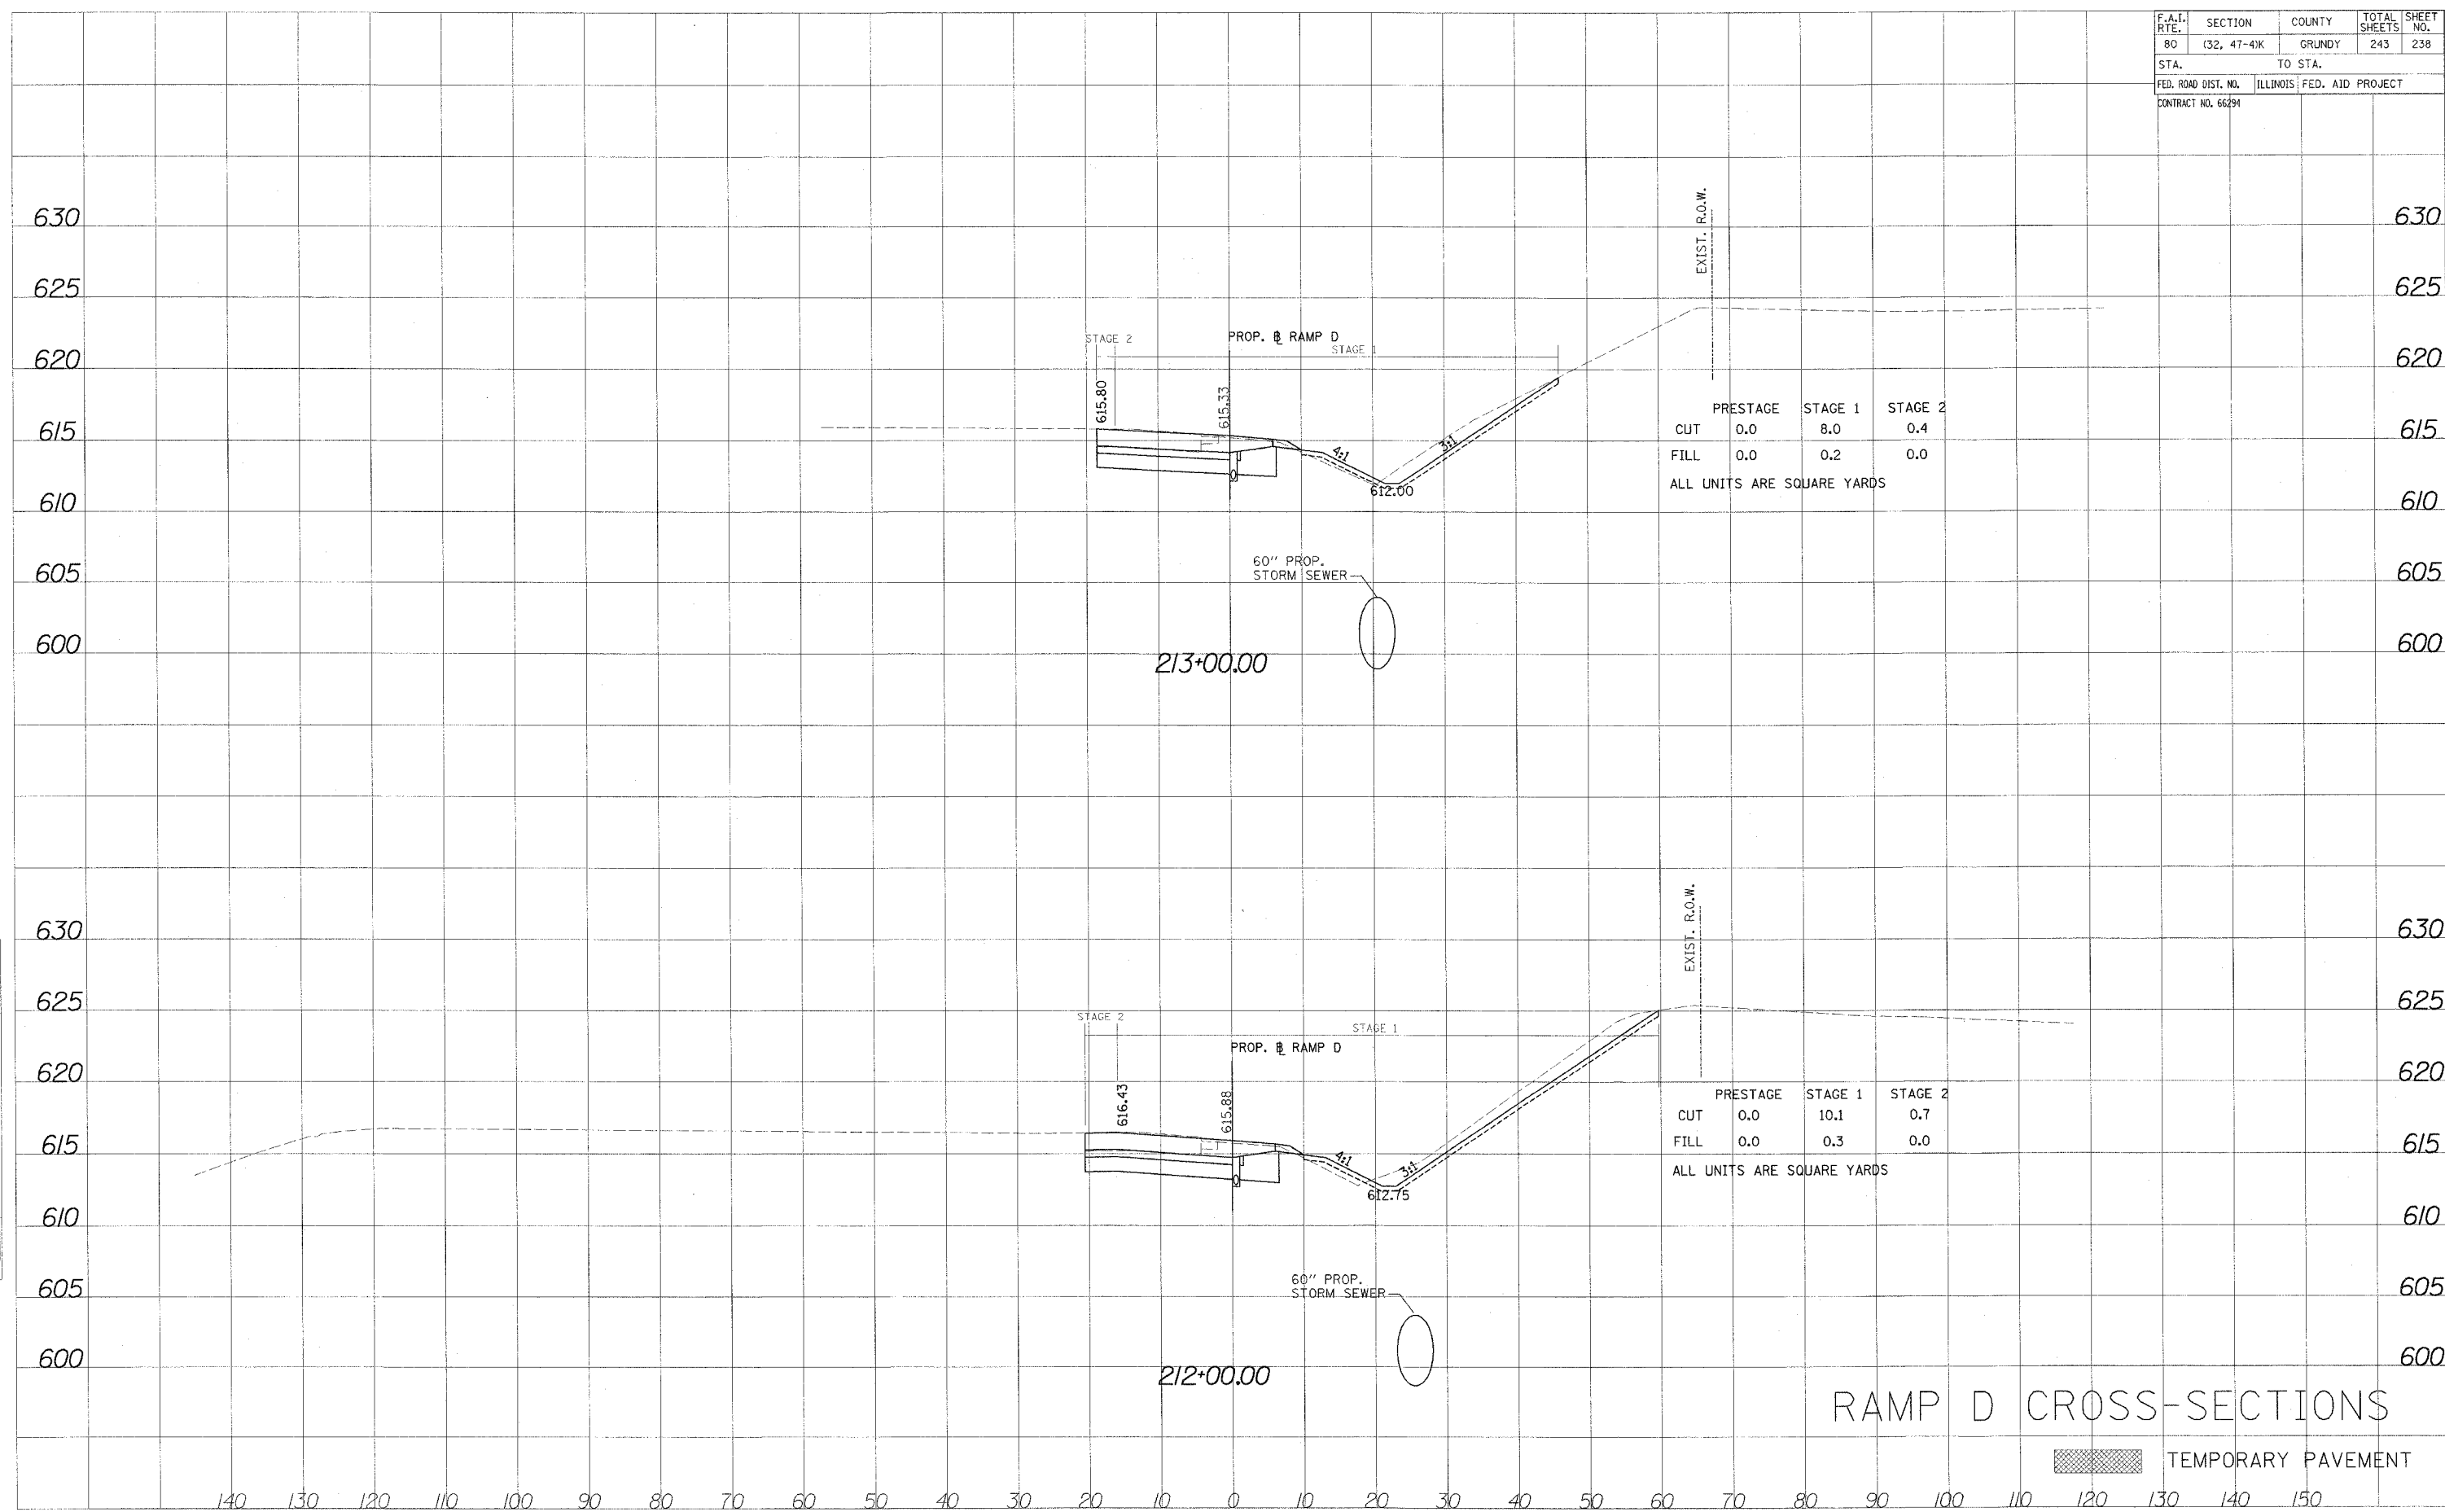 F.A.I. RTE. SECTION COUNTY TOTAL SHEETS SHEET NO.
80 (32, 47-4)K GRUNDY 243 238
STA. TO STA.
FED. ROAD DIST. NO. ILLINOIS FED. AID PROJECT
CONTRACT NO. 66294
630 630
EXIST. R.O.W.
625 625
STAGE 2 PROP. ℄ RAMP D
STAGE 1
620 620
615.80 615.33
PRESTAGE STAGE 1 STAGE 2
CUT 0.0 8.0 0.4
FILL 0.0 0.2 0.0
ALL UNITS ARE SQUARE YARDS
615 4:1 3:1 615
612.00
610 610
60" PROP.
STORM SEWER
605 605
600 600
213+00.00
630 630
EXIST. R.O.W.
625 625
STAGE 2 STAGE 1
PROP. ℄ RAMP D
620 620
616.43 615.88
PRESTAGE STAGE 1 STAGE 2
CUT 0.0 10.1 0.7
FILL 0.0 0.3 0.0
ALL UNITS ARE SQUARE YARDS
615 4:1 3:1 615
612.75
610 610
60" PROP.
STORM SEWER
605 605
600 600
212+00.00
RAMP D CROSS-SECTIONS
TEMPORARY PAVEMENT
140 130 120 110 100 90 80 70 60 50 40 30 20 10 0 10 20 30 40 50 60 70 80 90 100 110 120 130 140 150